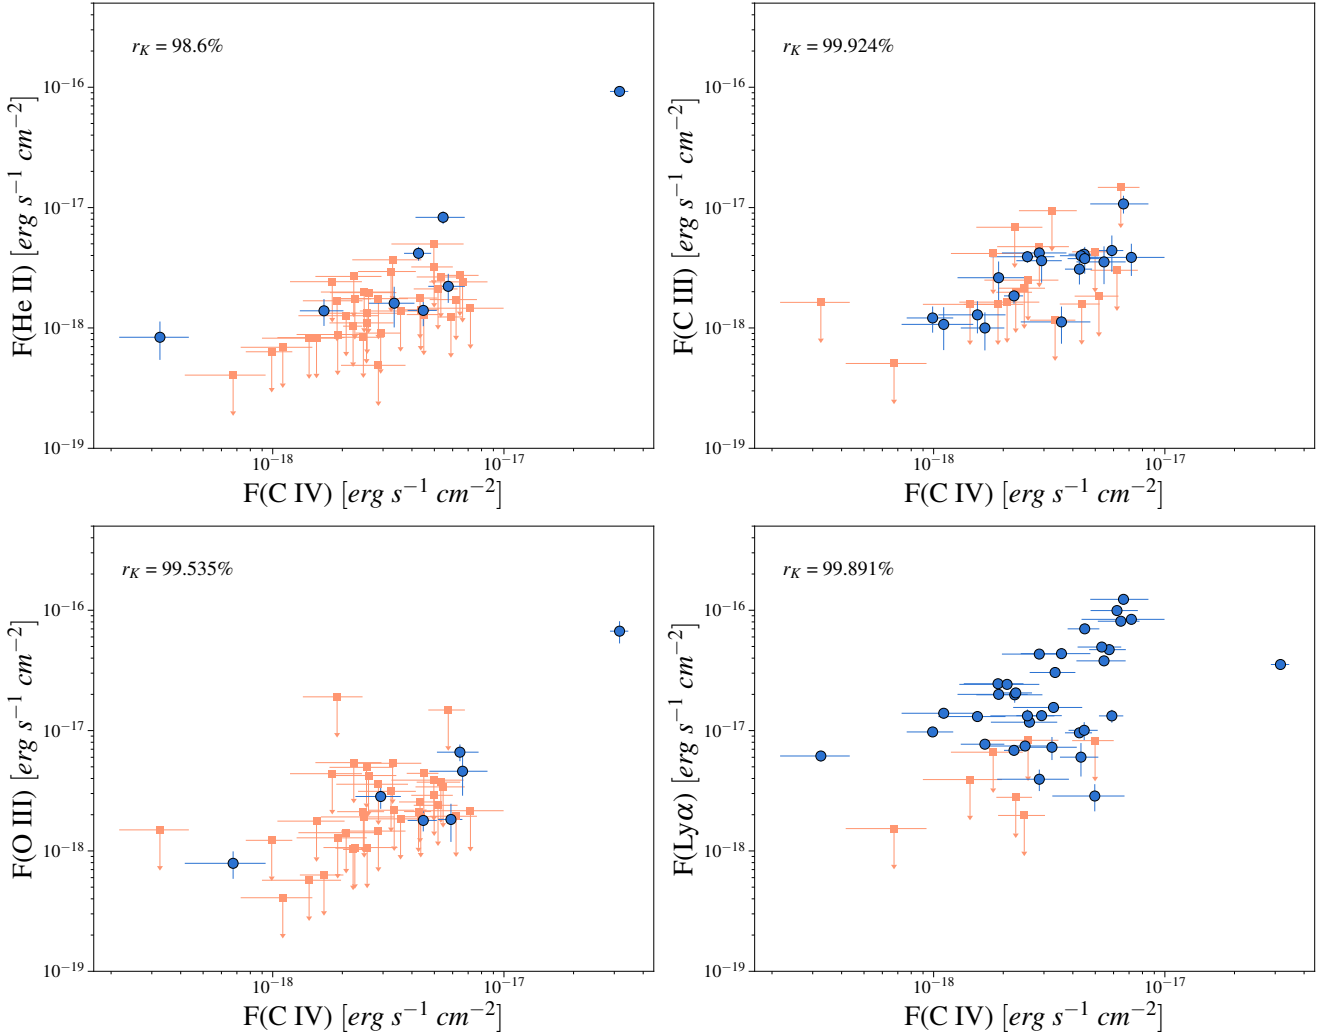 r_K = 98.6%
10⁻¹⁶
10⁻¹⁷
10⁻¹⁸
10⁻¹⁹
F(He II) [erg s⁻¹ cm⁻²]
10⁻¹⁸ 10⁻¹⁷
F(C IV) [erg s⁻¹ cm⁻²]
r_K = 99.924%
10⁻¹⁶
10⁻¹⁷
10⁻¹⁸
10⁻¹⁹
F(C III) [erg s⁻¹ cm⁻²]
10⁻¹⁸ 10⁻¹⁷
F(C IV) [erg s⁻¹ cm⁻²]
r_K = 99.535%
10⁻¹⁶
10⁻¹⁷
10⁻¹⁸
10⁻¹⁹
F(O III) [erg s⁻¹ cm⁻²]
10⁻¹⁸ 10⁻¹⁷
F(C IV) [erg s⁻¹ cm⁻²]
r_K = 99.891%
10⁻¹⁶
10⁻¹⁷
10⁻¹⁸
10⁻¹⁹
F(Lyα) [erg s⁻¹ cm⁻²]
10⁻¹⁸ 10⁻¹⁷
F(C IV) [erg s⁻¹ cm⁻²]